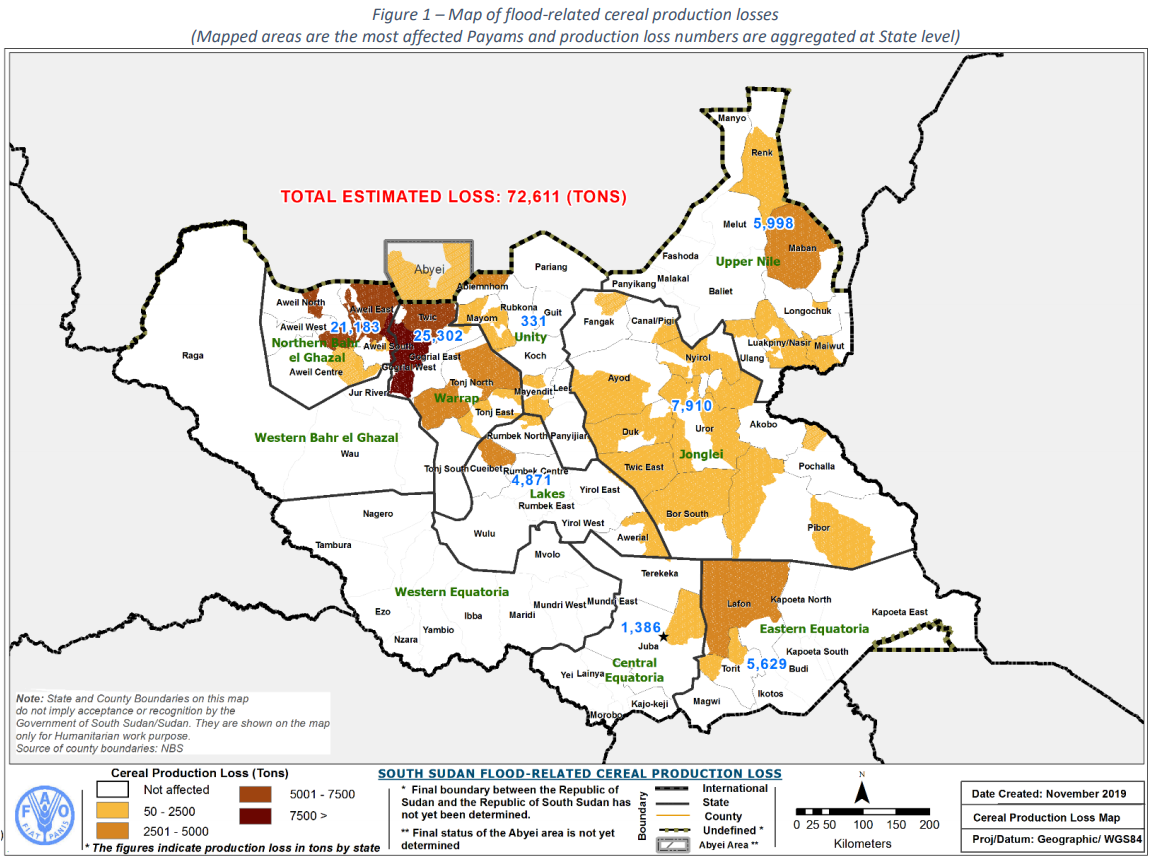 Figure 1 – Map of flood-related cereal production losses
(Mapped areas are the most affected Payams and production loss numbers are aggregated at State level)
Manyo
Renk
TOTAL ESTIMATED LOSS: 72,611 (TONS)
Melut
5,998
Maban
Fashoda
Upper Nile
Abyei
Pariang
Malakal
Panyikang
Abiemnhom
Baliet
Aweil North
Aweil East
Twic
Mayom
Rubkona
Guit
Fangak
Canal/Pigi
Longochuk
Aweil West
21,183
25,302
331
Unity
Luakpiny/Nasir
Maiwut
Northern Bahr
el Ghazal
Aweil South
Gogrial East
Koch
Nyirol
Ulang
Raga
Gogrial West
Aweil Centre
Tonj North
Ayod
Jur River
Warrap
Mayendit
Leer
Tonj East
7,910
Akobo
Western Bahr el Ghazal
Rumbek North
Panyijiar
Duk
Uror
Wau
Jonglei
Tonj South
Cueibet
Rumbek Centre
Twic East
Pochalla
4,871
Lakes
Yirol East
Rumbek East
Nagero
Bor South
Yirol West
Pibor
Wulu
Awerial
Tambura
Mvolo
Terekeka
Western Equatoria
Lafon
Kapoeta North
Mundri West
Mundri East
Ezo
Ibba
Maridi
Kapoeta East
Yambio
1,386
Eastern Equatoria
Nzara
Juba
Kapoeta South
Central
Equatoria
Torit
5,629
Budi
Yei
Lainya
Ikotos
Kajo-keji
Magwi
Morobo
Note: State and County Boundaries on this map
do not imply acceptance or recognition by the
Government of South Sudan/Sudan. They are shown on the map
only for Humanitarian work purpose.
Source of county boundaries: NBS
FAO
FIAT PANIS
Cereal Production Loss (Tons)
Not affected
50 - 2500
2501 - 5000
5001 - 7500
7500 >
* The figures indicate production loss in tons by state
SOUTH SUDAN FLOOD-RELATED CEREAL PRODUCTION LOSS
* Final boundary between the Republic of
Sudan and the Republic of South Sudan has
not yet been determined.
** Final status of the Abyei area is not yet
determined
Boundary
International
State
County
Undefined *
Abyei Area **
N
0 25 50 100 150 200
Kilometers
Date Created: November 2019
Cereal Production Loss Map
Proj/Datum: Geographic/ WGS84
)